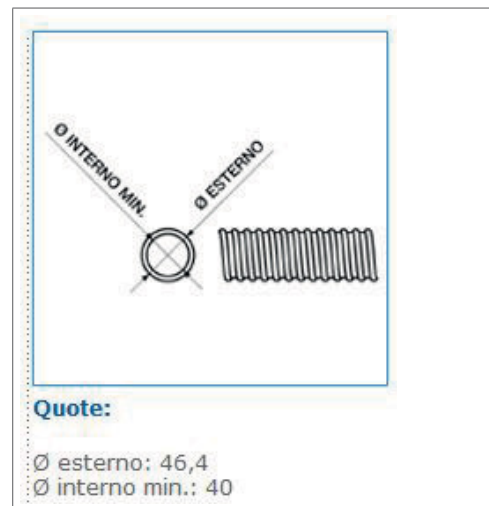 Ø INTERNO MIN.
Ø ESTERNO
Quote:
Ø esterno: 46,4
Ø interno min.: 40